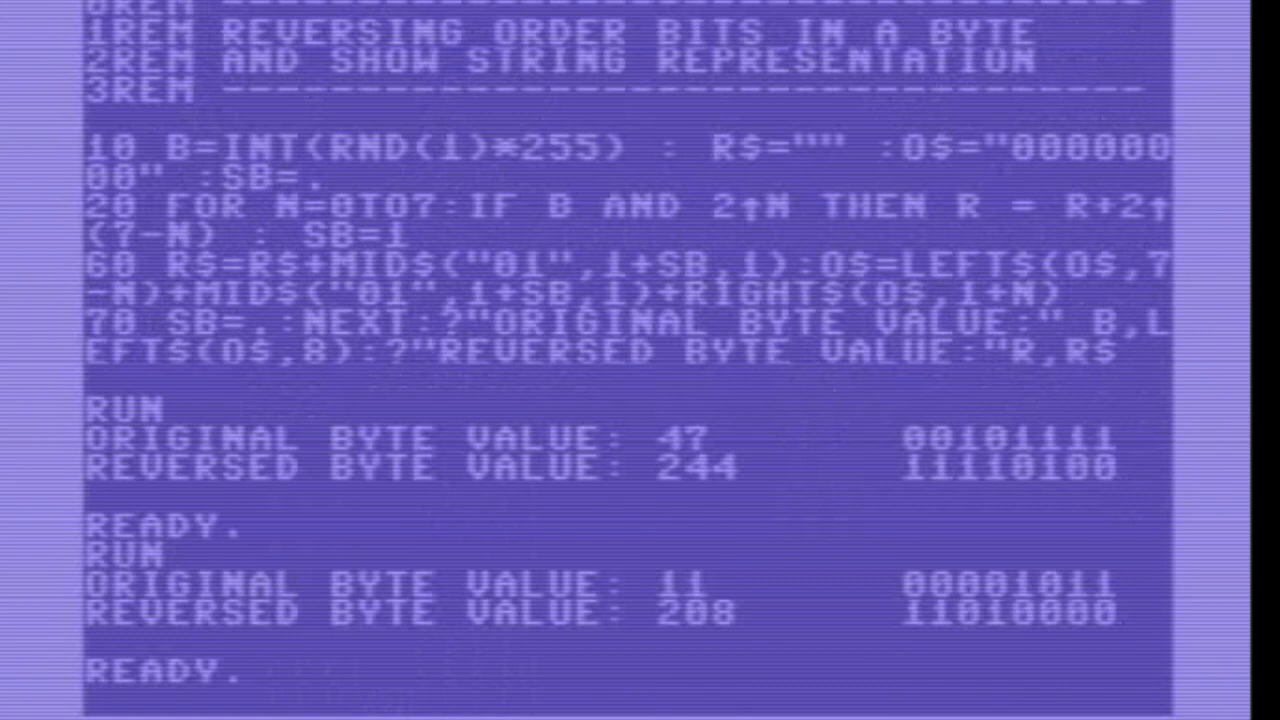 0REM ----------------------------------
1REM REVERSING ORDER BITS IN A BYTE
2REM AND SHOW STRING REPRESENTATION
3REM ----------------------------------
10 B=INT(RND(1)*255) : R$="" :O$="000000
00" :SB=.
20 FOR N=0TO7:IF B AND 2↑N THEN R = R+2↑
(7-N) : SB=1
60 R$=R$+MID$("01",1+SB,1):O$=LEFT$(O$,7
-N)+MID$("01",1+SB,1)+RIGHT$(O$,1+N)
70 SB=.:NEXT:?"ORIGINAL BYTE VALUE:" B,L
EFT$(O$,8):?"REVERSED BYTE VALUE:"R,R$
RUN
ORIGINAL BYTE VALUE: 47 00101111
REVERSED BYTE VALUE: 244 11110100
READY.
RUN
ORIGINAL BYTE VALUE: 11 00001011
REVERSED BYTE VALUE: 208 11010000
READY.